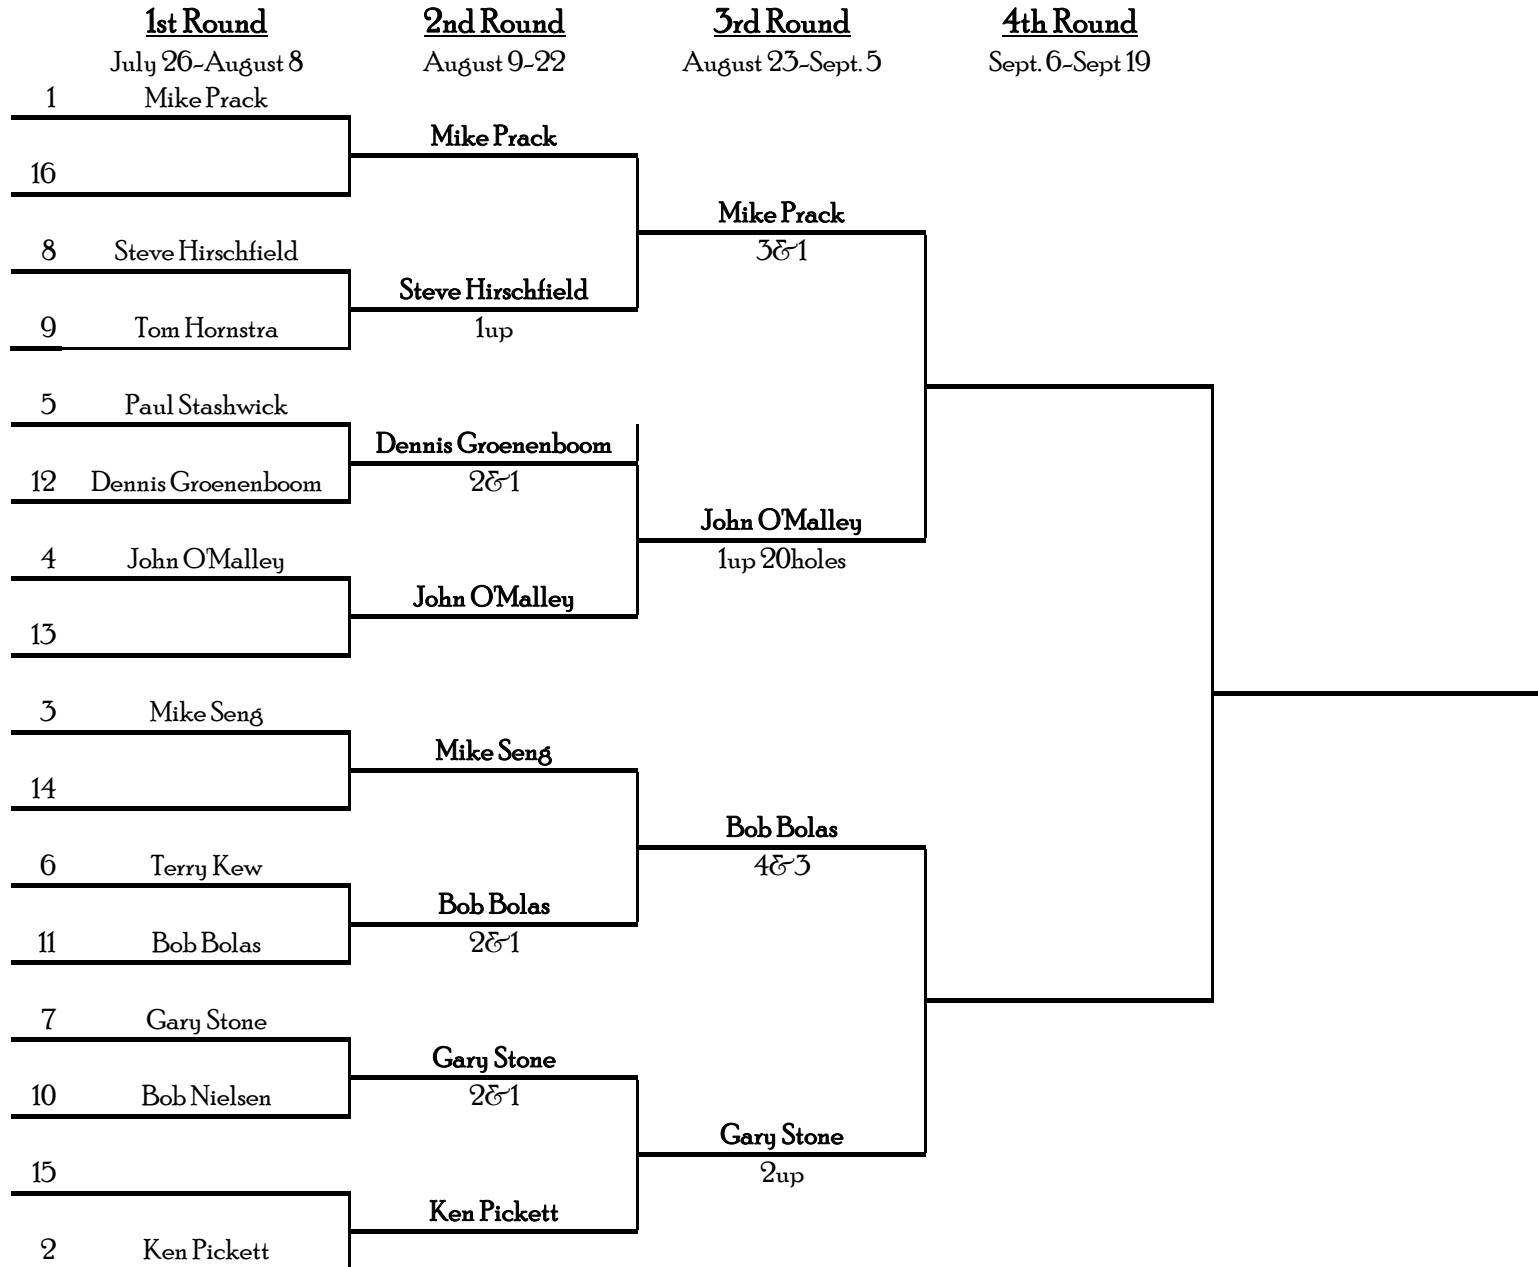 1st Round 2nd Round 3rd Round 4th Round
July 26-August 8 August 9-22 August 23-Sept. 5 Sept. 6-Sept 19
1 Mike Prack
Mike Prack
16
Mike Prack
8 Steve Hirschfield 3&1
Steve Hirschfield
9 Tom Hornstra 1up
5 Paul Stashwick
Dennis Groenenboom
12 Dennis Groenenboom 2&1
John O'Malley
4 John O'Malley 1up 20holes
John O'Malley
13
3 Mike Seng
Mike Seng
14
Bob Bolas
6 Terry Kew 4&3
Bob Bolas
11 Bob Bolas 2&1
7 Gary Stone
Gary Stone
10 Bob Nielsen 2&1
Gary Stone
15 2up
Ken Pickett
2 Ken Pickett